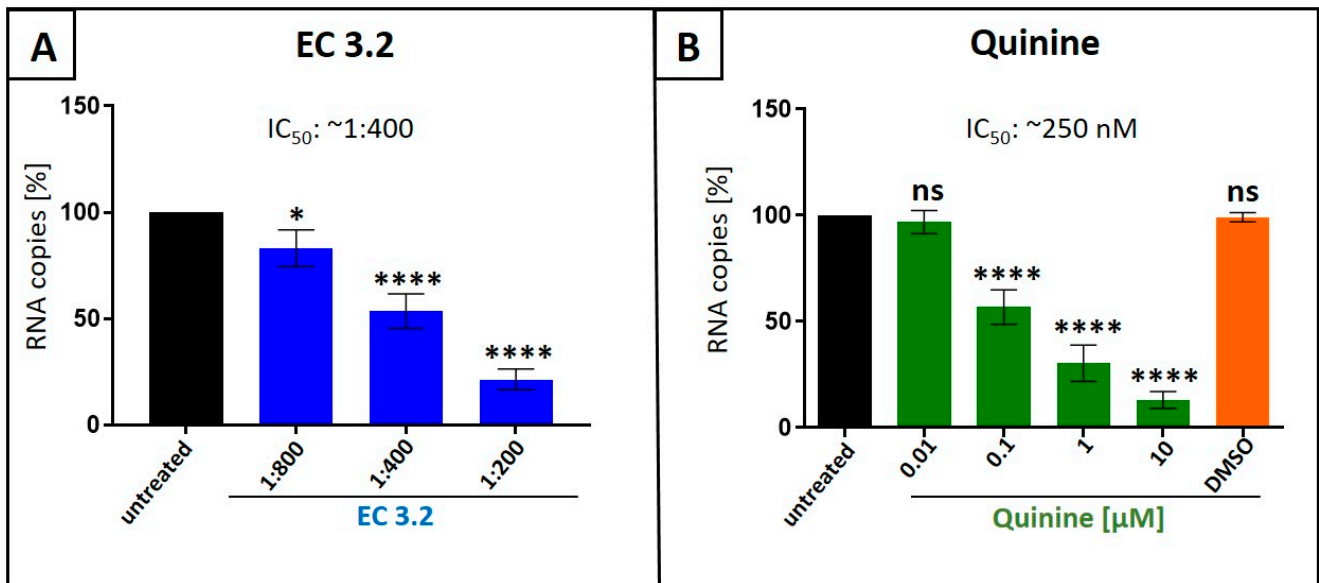 A
EC 3.2
IC50: ~1:400
RNA copies [%]
150
100
50
0
*
****
****
untreated
1:800
1:400
1:200
EC 3.2
B
Quinine
IC50: ~250 nM
RNA copies [%]
150
100
50
0
ns
****
****
****
ns
untreated
0.01
0.1
1
10
DMSO
Quinine [µM]